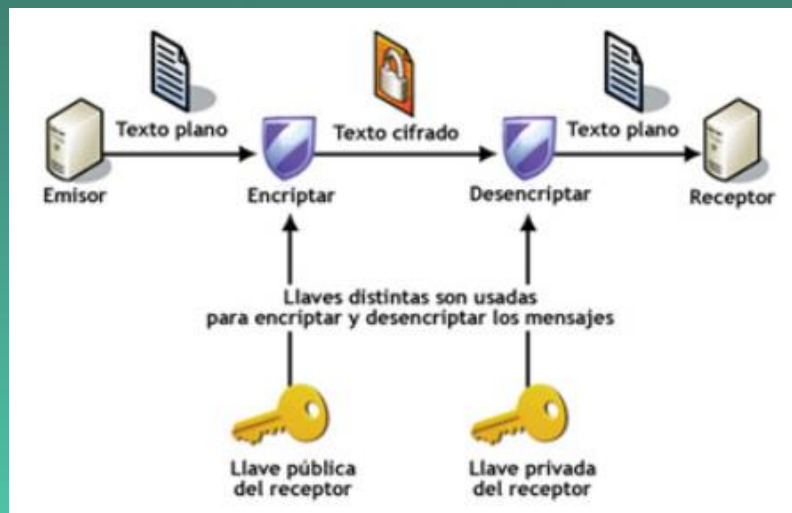 Texto plano
Texto cifrado
Texto plano
Emisor
Encriptar
Desencriptar
Receptor
Llaves distintas son usadas
para encriptar y desencriptar los mensajes
Llave pública
del receptor
Llave privada
del receptor